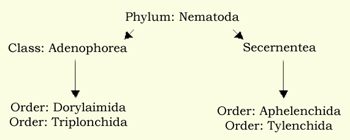 Phylum: Nematoda
Class: Adenophorea
Secernentea
Order: Dorylaimida
Order: Triplonchida
Order: Aphelenchida
Order: Tylenchida